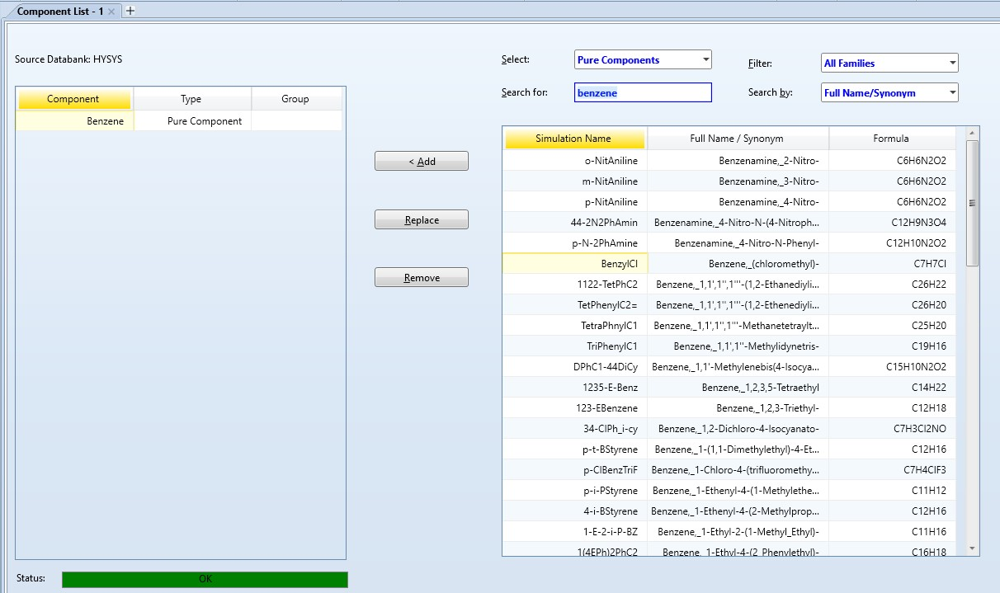 Component List - 1 × +
Source Databank: HYSYS
Component Type Group
Benzene Pure Component
< Add
Replace
Remove
Select: Pure Components Filter: All Families
Search for: benzene Search by: Full Name/Synonym
Simulation Name Full Name / Synonym Formula
o-NitAniline Benzenamine,_2-Nitro- C6H6N2O2
m-NitAniline Benzenamine,_3-Nitro- C6H6N2O2
p-NitAniline Benzenamine,_4-Nitro- C6H6N2O2
44-2N2PhAmin Benzenamine,_4-Nitro-N-(4-Nitroph... C12H9N3O4
p-N-2PhAmine Benzenamine,_4-Nitro-N-Phenyl- C12H10N2O2
BenzylCl Benzene,_(chloromethyl)- C7H7Cl
1122-TetPhC2 Benzene,_1,1',1'',1'''-(1,2-Ethanediyli... C26H22
TetPhenylC2= Benzene,_1,1',1'',1'''-(1,2-Ethenediyli... C26H20
TetraPhnylC1 Benzene,_1,1',1'',1'''-Methanetetraylt... C25H20
TriPhenylC1 Benzene,_1,1',1''-Methylidynetris- C19H16
DPhC1-44DiCy Benzene,_1,1'-Methylenebis(4-Isocya... C15H10N2O2
1235-E-Benz Benzene,_1,2,3,5-Tetraethyl C14H22
123-EBenzene Benzene,_1,2,3-Triethyl- C12H18
34-ClPh_i-cy Benzene,_1,2-Dichloro-4-Isocyanato- C7H3Cl2NO
p-t-BStyrene Benzene,_1-(1,1-Dimethylethyl)-4-Et... C12H16
p-ClBenzTriF Benzene,_1-Chloro-4-(trifluoromethy... C7H4ClF3
p-i-PStyrene Benzene,_1-Ethenyl-4-(1-Methylethe... C11H12
4-i-BStyrene Benzene,_1-Ethenyl-4-(2-Methylprop... C12H16
1-E-2-i-P-BZ Benzene,_1-Ethyl-2-(1-Methyl_Ethyl)- C11H16
1(4EPh)2PhC2 Benzene,_1-Ethyl-4-(2_Phenylethyl)- C16H18
Status: OK